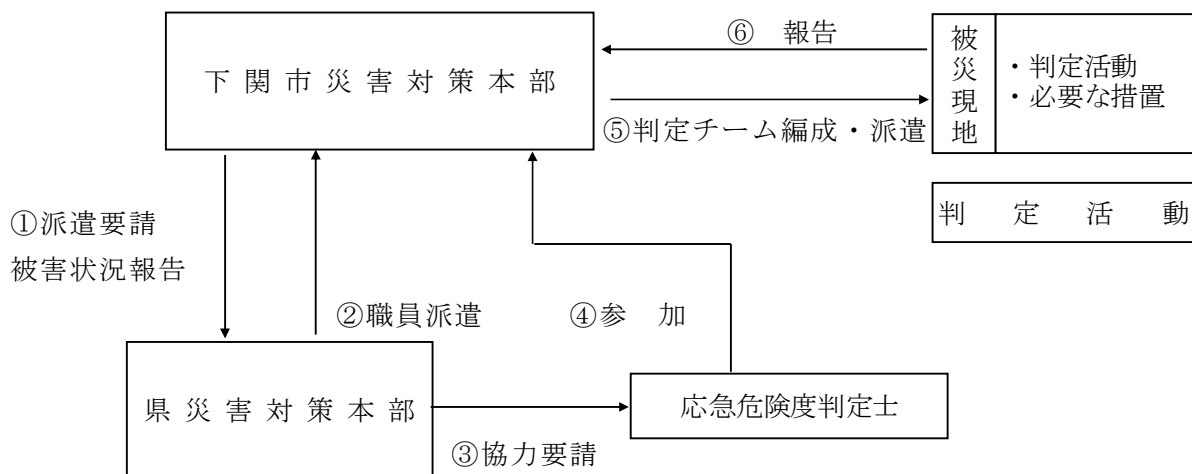 ⑥　報告
下関市災害対策本部
被災現地
・判定活動
・必要な措置
⑤判定チーム編成・派遣
判定活動
①派遣要請
被害状況報告
②職員派遣
④参　加
県災害対策本部
応急危険度判定士
③協力要請